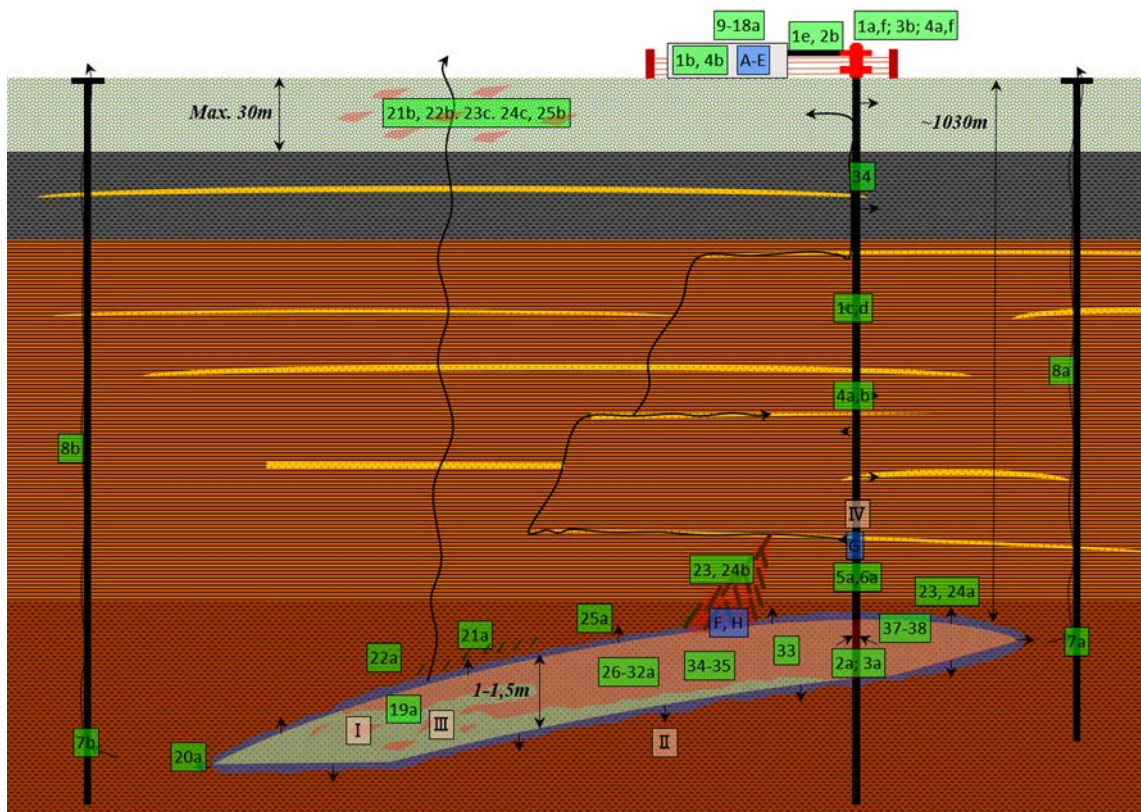 9-18a
1e, 2b
1a,f; 3b; 4a,f
1b, 4b
A-E
Max. 30m
21b, 22b. 23c. 24c, 25b
~1030m
34
1c,d
8a
4a,b
8b
IV
G
23, 24b
5a,6a
23, 24a
25a
F, H
37-38
21a
33
7a
22a
26-32a
34-35
2a; 3a
1-1,5m
19a
I
III
II
7b
20a